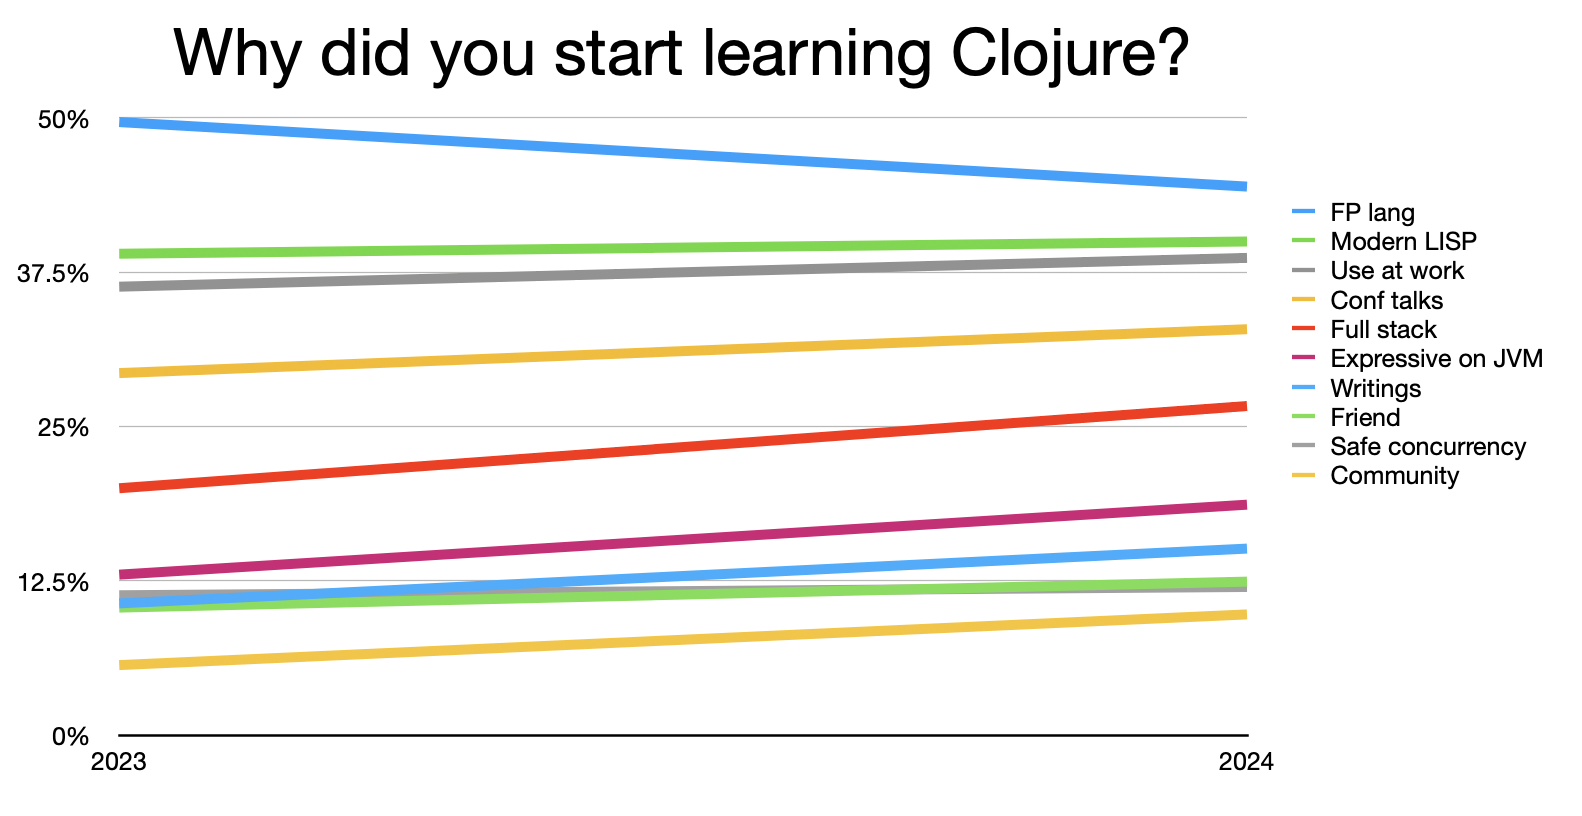 Why did you start learning Clojure?
50%
37.5%
25%
12.5%
0%
2023
2024
FP lang
Modern LISP
Use at work
Conf talks
Full stack
Expressive on JVM
Writings
Friend
Safe concurrency
Community